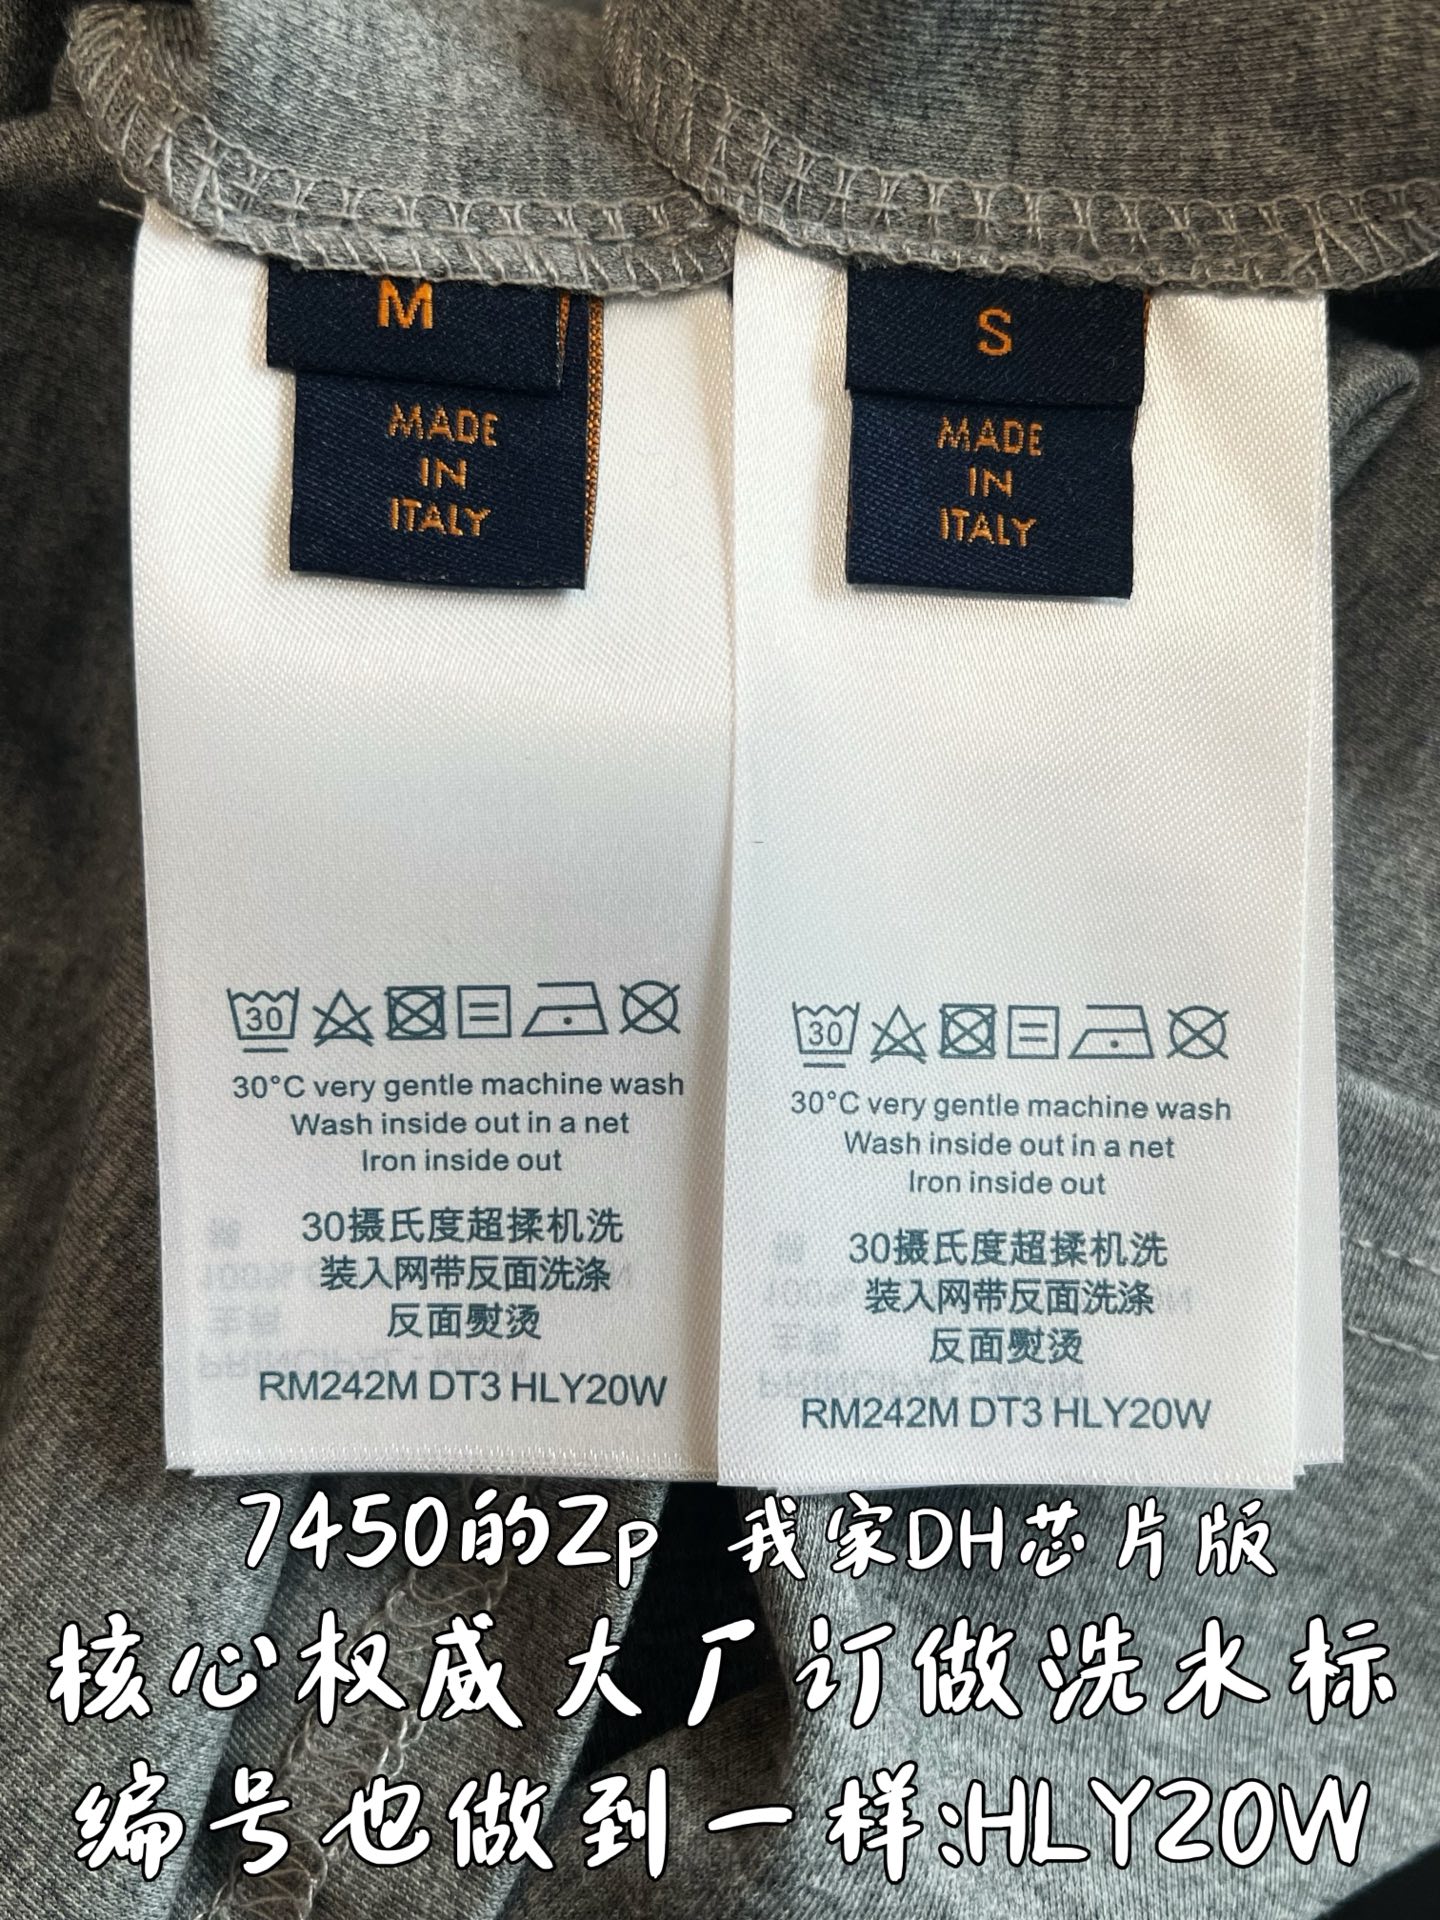 M
MADE
IN
ITALY
30
30°C very gentle machine wash
Wash inside out in a net
Iron inside out
30摄氏度超揉机洗
装入网带反面洗涤
反面熨烫
RM242M DT3 HLY20W
S
MADE
IN
ITALY
30
30°C very gentle machine wash
Wash inside out in a net
Iron inside out
30摄氏度超揉机洗
装入网带反面洗涤
反面熨烫
RM242M DT3 HLY20W
7450的Zp 我家DH芯片版
核心权威大厂订做洗水标
编号也做到一样:HLY20W